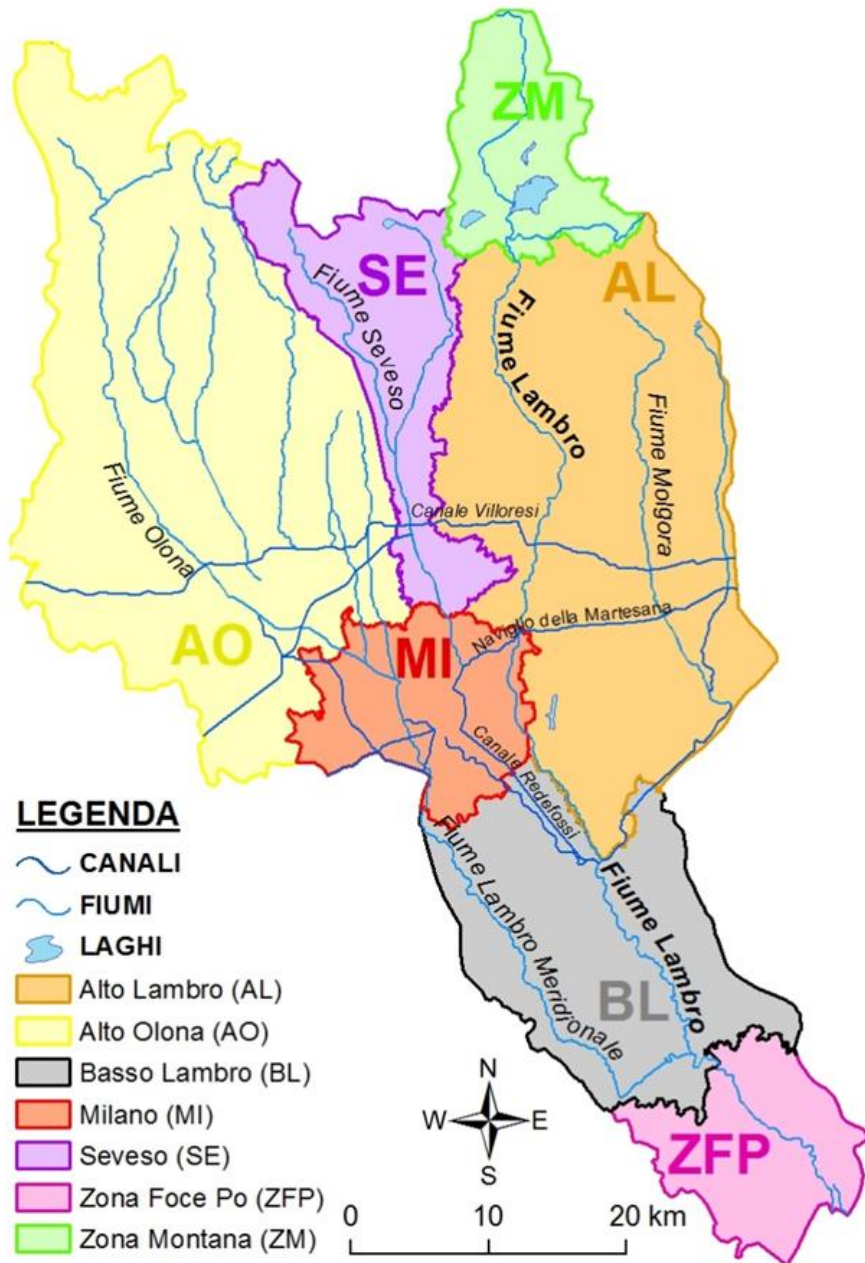 ZM
SE
AL
Fiume Seveso
Fiume Lambro
Fiume Molgora
Canale Villoresi
Fiume Olona
Naviglio della Martesana
AO
MI
Canale Redefossi
LEGENDA
CANALI
FIUMI
LAGHI
Alto Lambro (AL)
Alto Olona (AO)
Basso Lambro (BL)
Milano (MI)
Seveso (SE)
Zona Foce Po (ZFP)
Zona Montana (ZM)
Fiume Lambro Meridionale
Fiume Lambro
BL
ZFP
N
W E
S
0 10 20 km